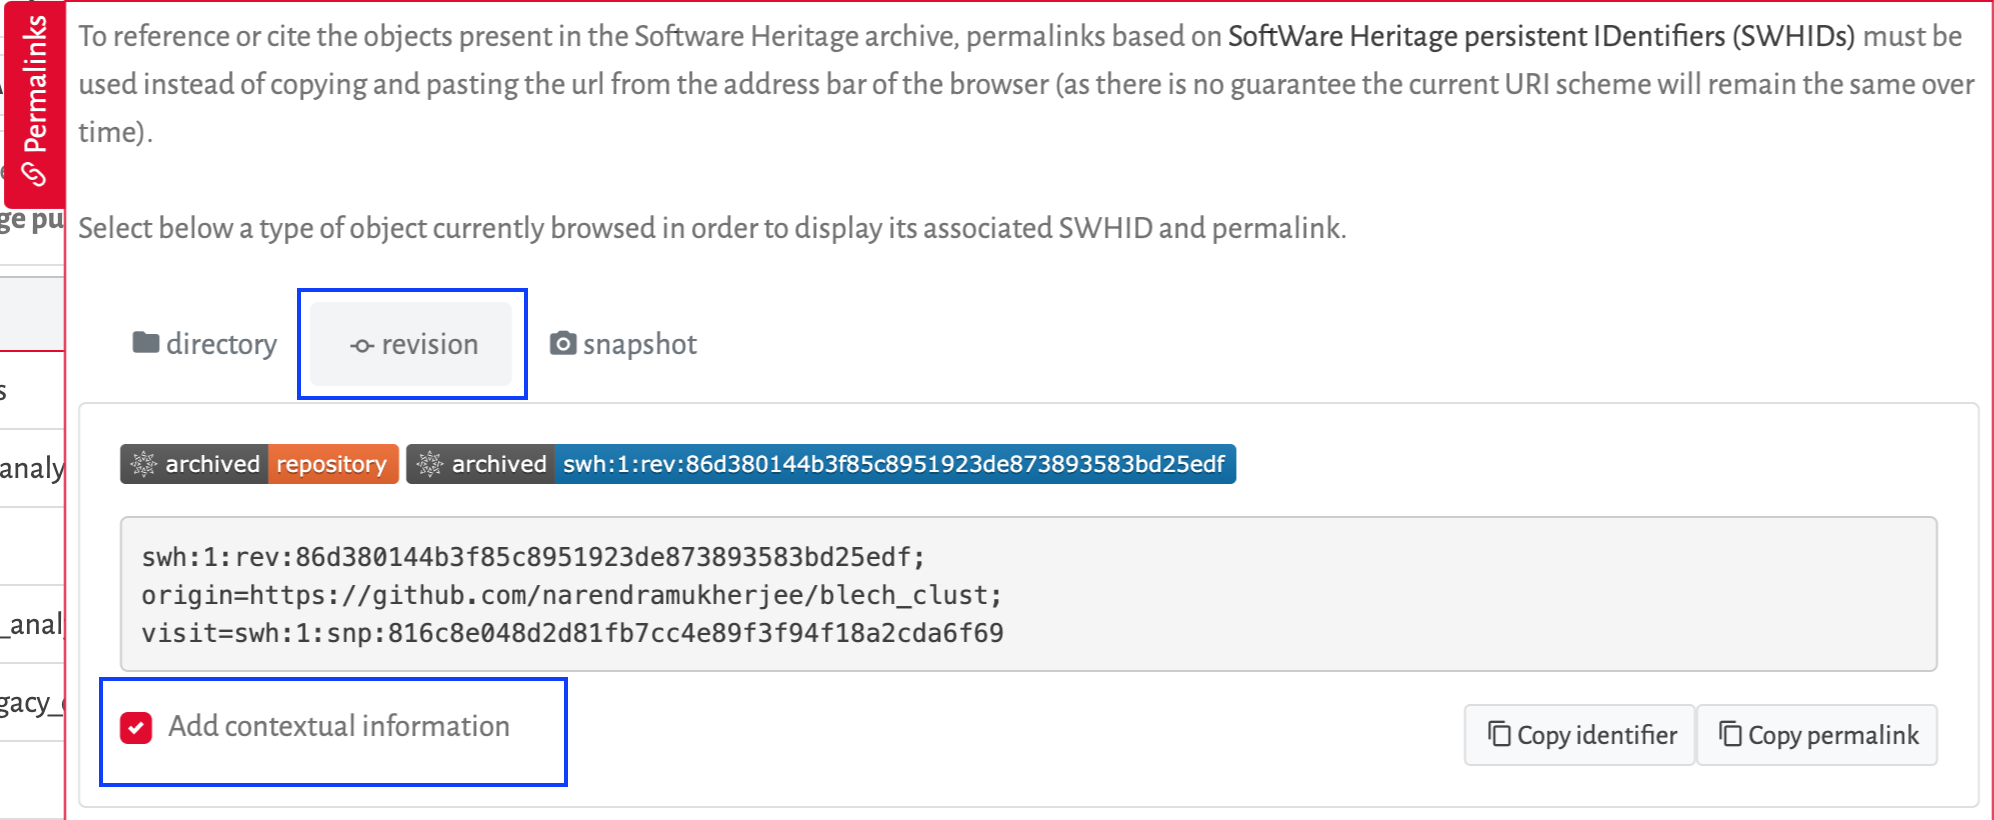 Permalinks
To reference or cite the objects present in the Software Heritage archive, permalinks based on SoftWare Heritage persistent IDentifiers (SWHIDs) must be
used instead of copying and pasting the url from the address bar of the browser (as there is no guarantee the current URI scheme will remain the same over
time).
ge pu
Select below a type of object currently browsed in order to display its associated SWHID and permalink.
directory revision snapshot
s
analy
archived repository archived swh:1:rev:86d380144b3f85c8951923de873893583bd25edf
swh:1:rev:86d380144b3f85c8951923de873893583bd25edf;
origin=https://github.com/narendramukherjee/blech_clust;
visit=swh:1:snp:816c8e048d2d81fb7cc4e89f3f94f18a2cda6f69
_anal
gacy_
Add contextual information
Copy identifier Copy permalink